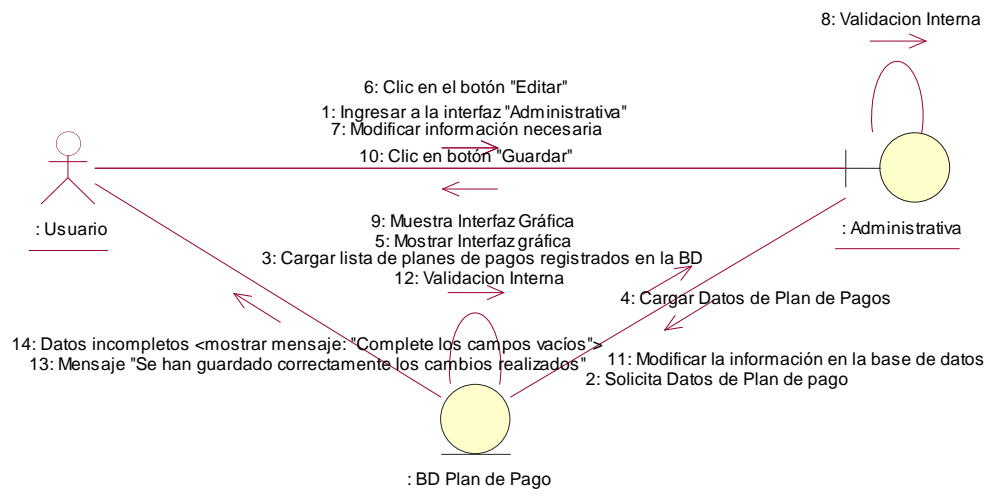 8: Validacion Interna
6: Clic en el botón "Editar"
1: Ingresar a la interfaz "Administrativa"
7: Modificar información necesaria
10: Clic en botón "Guardar"
: Usuario
: Administrativa
9: Muestra Interfaz Gráfica
5: Mostrar Interfaz gráfica
3: Cargar lista de planes de pagos registrados en la BD
12: Validacion Interna
4: Cargar Datos de Plan de Pagos
14: Datos incompletos <mostrar mensaje: "Complete los campos vacíos">
13: Mensaje "Se han guardado correctamente los cambios realizados"
11: Modificar la información en la base de datos
2: Solicita Datos de Plan de pago
: BD Plan de Pago